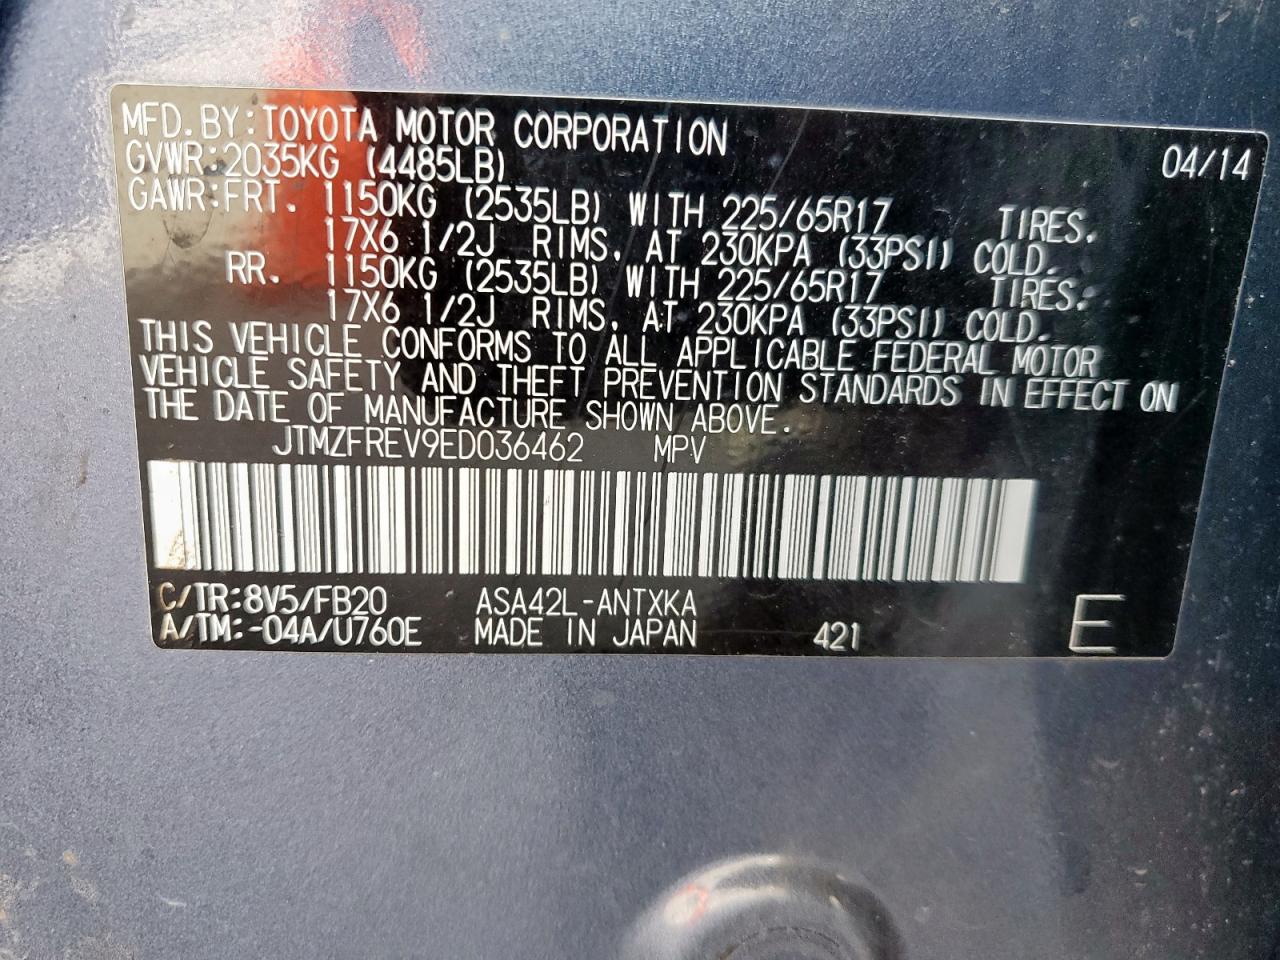 MFD.BY:TOYOTA MOTOR CORPORATION 04/14
GVWR:2035KG (4485LB)
GAWR:FRT. 1150KG (2535LB) WITH 225/65R17 TIRES.
17X6 1/2J RIMS, AT 230KPA (33PSI) COLD.
RR. 1150KG (2535LB) WITH 225/65R17 TIRES:
17X6 1/2J RIMS, AT 230KPA (33PSI) COLD.
THIS VEHICLE CONFORMS TO ALL APPLICABLE FEDERAL MOTOR
VEHICLE SAFETY AND THEFT PREVENTION STANDARDS IN EFFECT ON
THE DATE OF MANUFACTURE SHOWN ABOVE.
JTMZFREV9ED036462 MPV
C/TR:8V5/FB20 ASA42L-ANTXKA
A/TM:-04A/U760E MADE IN JAPAN 421 E